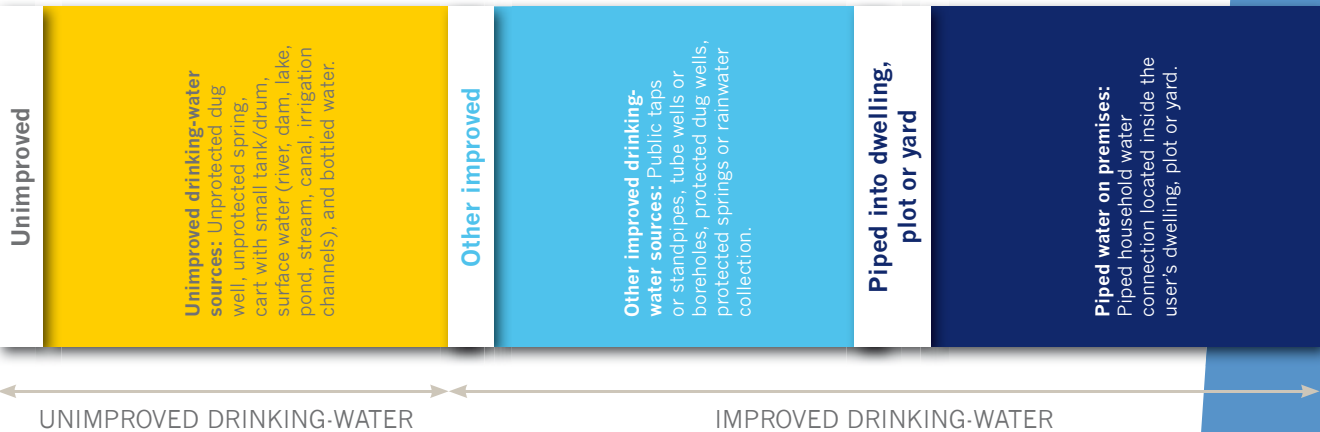 Unimproved
Unimproved drinking-water
sources: Unprotected dug
well, unprotected spring,
cart with small tank/drum,
surface water (river, dam, lake,
pond, stream, canal, irrigation
channels), and bottled water.
Other improved
Other improved drinking-
water sources: Public taps
or standpipes, tube wells or
boreholes, protected dug wells,
protected springs or rainwater
collection.
Piped into dwelling,
plot or yard
Piped water on premises:
Piped household water
connection located inside the
user's dwelling, plot or yard.
UNIMPROVED DRINKING-WATER
IMPROVED DRINKING-WATER